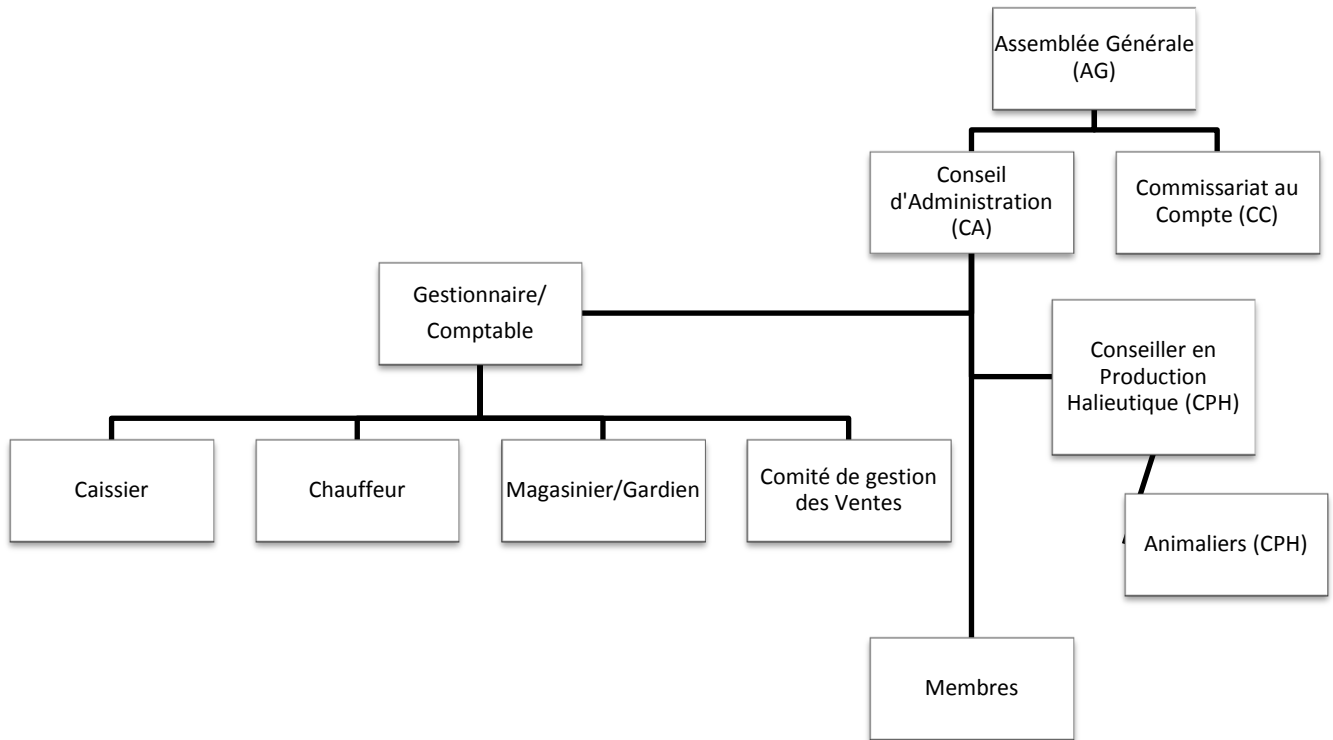 Assemblée Générale
(AG)
Conseil
d'Administration
(CA)
Commissariat au
Compte (CC)
Gestionnaire/
Comptable
Conseiller en
Production
Halieutique (CPH)
Caissier
Chauffeur
Magasinier/Gardien
Comité de gestion
des Ventes
Animaliers (CPH)
Membres